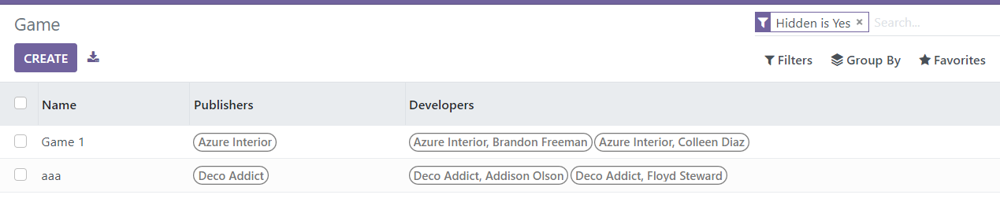 Game
Hidden is Yes × Search...
CREATE
Filters Group By Favorites
Name Publishers Developers
Game 1 Azure Interior Azure Interior, Brandon Freeman Azure Interior, Colleen Diaz
aaa Deco Addict Deco Addict, Addison Olson Deco Addict, Floyd Steward